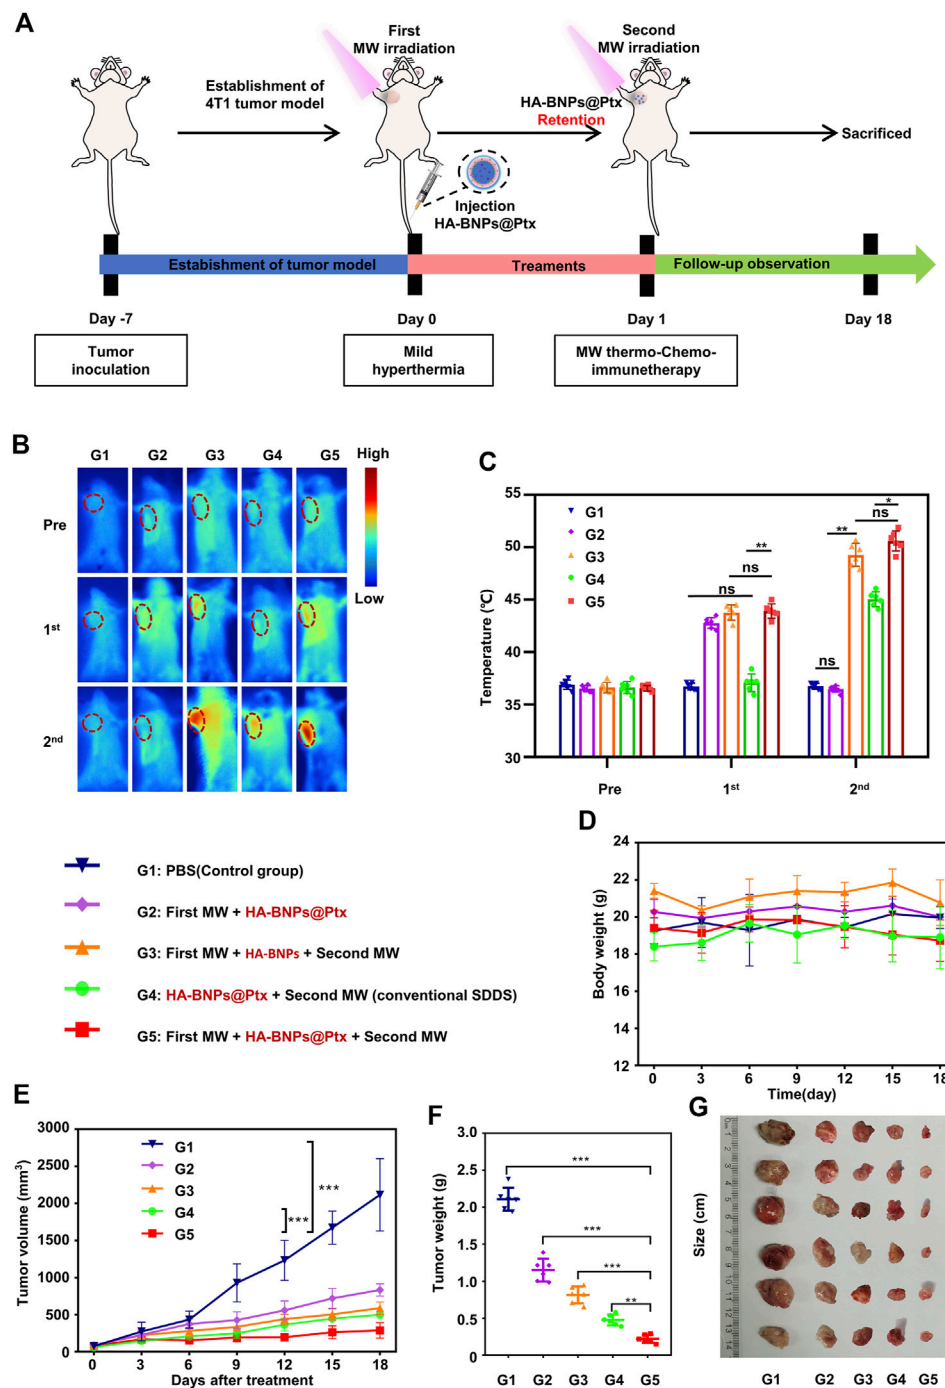 A
First
MW irradiation
Second
MW irradiation
Establishment of
4T1 tumor model
HA-BNPs@Ptx
Retention
Sacrificed
Injection
HA-BNPs@Ptx
Estabishment of tumor model
Treaments
Follow-up observation
Day -7
Day 0
Day 1
Day 18
Tumor
inoculation
Mild
hyperthermia
MW thermo-Chemo-
immunetherapy
B
G1 G2 G3 G4 G5
High
Low
Pre
1st
2nd
C
Temperature (℃)
55
50
45
40
35
30
G1
G2
G3
G4
G5
ns
ns
**
ns
**
ns
*
Pre 1st 2nd
G1: PBS(Control group)
G2: First MW + HA-BNPs@Ptx
G3: First MW + HA-BNPs + Second MW
G4: HA-BNPs@Ptx + Second MW (conventional SDDS)
G5: First MW + HA-BNPs@Ptx + Second MW
D
Body weight (g)
24
22
20
18
16
14
12
0 3 6 9 12 15 18
Time(day)
E
Tumor volume (mm3)
3000
2500
2000
1500
1000
500
0
G1
G2
G3
G4
G5
***
***
0 3 6 9 12 15 18
Days after treatment
F
Tumor weight (g)
3.0
2.5
2.0
1.5
1.0
0.5
0.0
***
***
***
**
G1 G2 G3 G4 G5
G
Size (cm)
G1 G2 G3 G4 G5